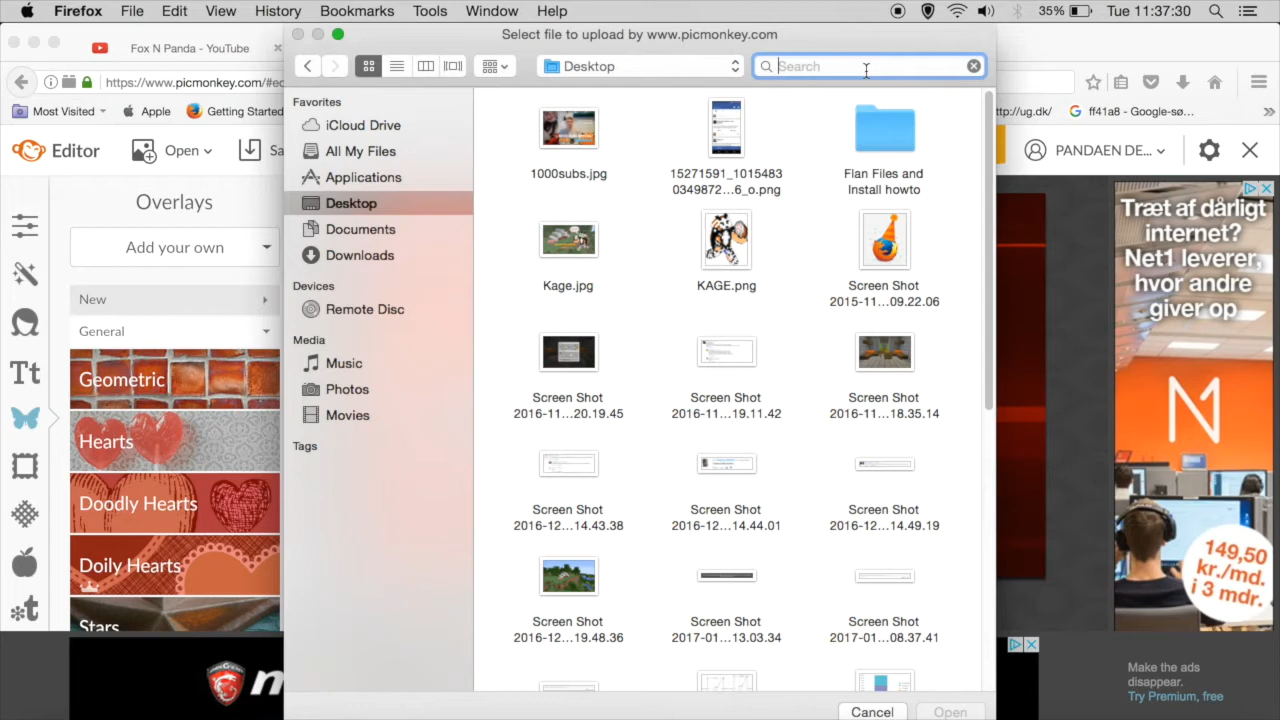 Firefox File Edit View History Bookmarks Tools Window Help 35% Tue 11:37:30
Select file to upload by www.picmonkey.com
Fox N Panda - YouTube
Desktop
Search
https://www.picmonkey.com/#ed
Most Visited Apple Getting Started
ttp://ug.dk/ ff41a8 - Google-sø...
Editor Open Sa
PANDAEN DE...
Overlays
Add your own
New
General
Geometric
Hearts
Doodly Hearts
Doily Hearts
Stars
Tt
t
Favorites
iCloud Drive
All My Files
Applications
Desktop
Documents
Downloads
Devices
Remote Disc
Media
Music
Photos
Movies
Tags
1000subs.jpg
15271591_1015483
0349872...6_o.png
Flan Files and
Install howto
Kage.jpg
KAGE.png
Screen Shot
2015-11...09.22.06
Screen Shot
2016-11...20.19.45
Screen Shot
2016-11...19.11.42
Screen Shot
2016-11...18.35.14
Screen Shot
2016-12...14.43.38
Screen Shot
2016-12...14.44.01
Screen Shot
2016-12...14.49.19
Screen Shot
2016-12...19.48.36
Screen Shot
2017-01...13.03.34
Screen Shot
2017-01...08.37.41
Cancel
Open
Træt af dårligt
internet?
Net1 leverer,
hvor andre
giver op
149,50
kr./md.
i 3 mdr.
Make the ads
disappear.
Try Premium, free